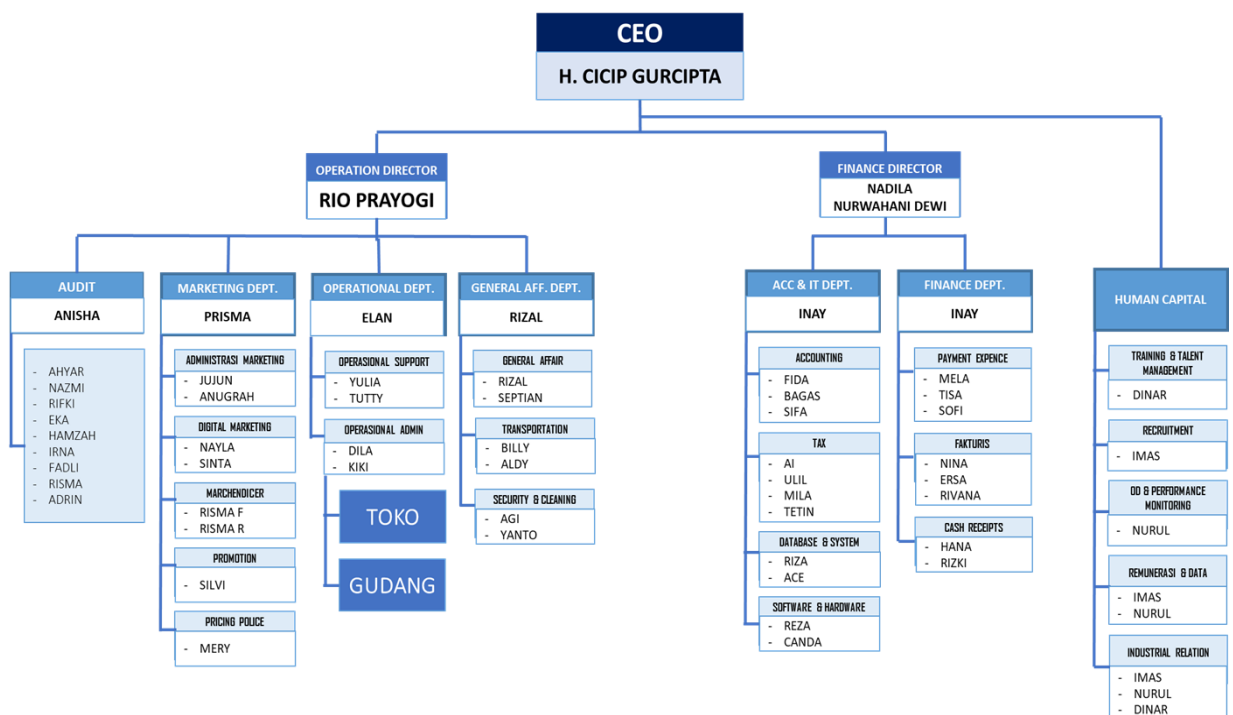 CEO
H. CICIP GURCIPTA
OPERATION DIRECTOR
RIO PRAYOGI
FINANCE DIRECTOR
NADILA
NURWAHANI DEWI
AUDIT
ANISHA
- AHYAR
- NAZMI
- RIFKI
- EKA
- HAMZAH
- IRNA
- FADLI
- RISMA
- ADRIN
MARKETING DEPT.
PRISMA
ADMINISTRASI MARKETING
- JUJUN
- ANUGRAH
DIGITAL MARKETING
- NAYLA
- SINTA
MARCHENDICER
- RISMA F
- RISMA R
PROMOTION
- SILVI
PRICING POLICE
- MERY
OPERATIONAL DEPT.
ELAN
OPERASIONAL SUPPORT
- YULIA
- TUTTY
OPERASIONAL ADMIN
- DILA
- KIKI
TOKO
GUDANG
GENERAL AFF. DEPT.
RIZAL
GENERAL AFFAIR
- RIZAL
- SEPTIAN
TRANSPORTATION
- BILLY
- ALDY
SECURITY & CLEANING
- AGI
- YANTO
ACC & IT DEPT.
INAY
ACCOUNTING
- FIDA
- BAGAS
- SIFA
TAX
- AI
- ULIL
- MILA
- TETIN
DATABASE & SYSTEM
- RIZA
- ACE
SOFTWARE & HARDWARE
- REZA
- CANDA
FINANCE DEPT.
INAY
PAYMENT EXPENCE
- MELA
- TISA
- SOFI
FAKTURIS
- NINA
- ERSA
- RIVANA
CASH RECEIPTS
- HANA
- RIZKI
HUMAN CAPITAL
TRAINING & TALENT
MANAGEMENT
- DINAR
RECRUITMENT
- IMAS
OD & PERFORMANCE
MONITORING
- NURUL
REMUNERASI & DATA
- IMAS
- NURUL
INDUSTRIAL RELATION
- IMAS
- NURUL
- DINAR